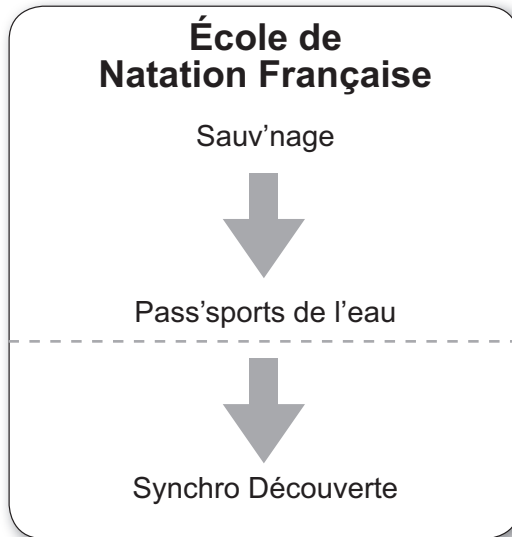 École de
Natation Française
Sauv’nage
Pass’sports de l’eau
Synchro Découverte